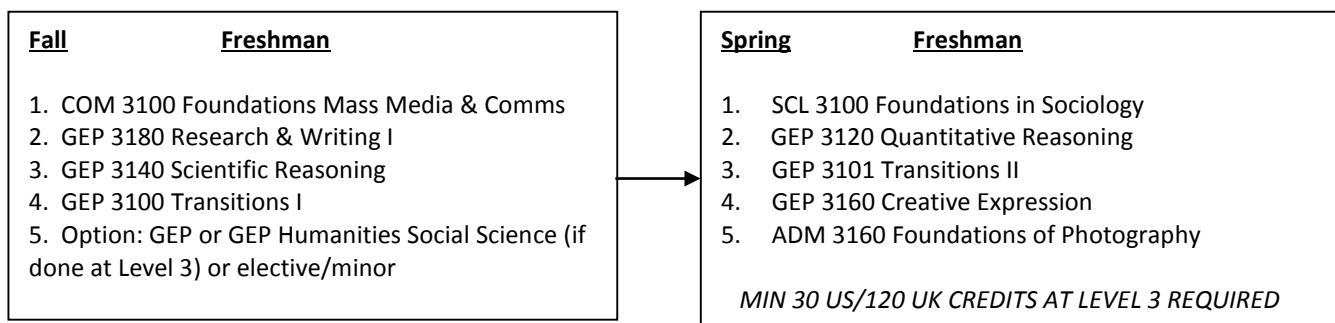 Fall Freshman
1. COM 3100 Foundations Mass Media & Comms
2. GEP 3180 Research & Writing I
3. GEP 3140 Scientific Reasoning
4. GEP 3100 Transitions I
5. Option: GEP or GEP Humanities Social Science (if
done at Level 3) or elective/minor
Spring Freshman
1. SCL 3100 Foundations in Sociology
2. GEP 3120 Quantitative Reasoning
3. GEP 3101 Transitions II
4. GEP 3160 Creative Expression
5. ADM 3160 Foundations of Photography
MIN 30 US/120 UK CREDITS AT LEVEL 3 REQUIRED